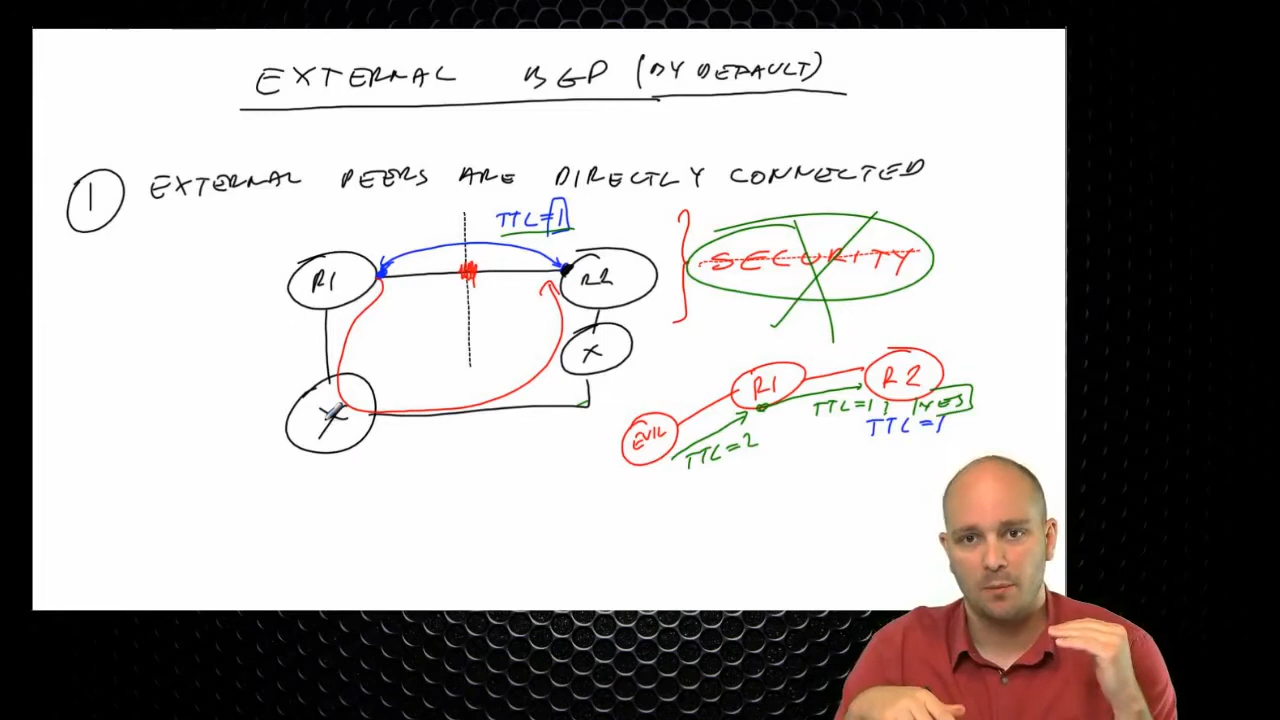 EXTERNAL BGP (BY DEFAULT)
1 EXTERNAL PEERS ARE DIRECTLY CONNECTED
TTL=1
SECURITY
R1
R2
X
X
R1
R2
EVIL
TTL=2
TTL=1
YES
TTL=1